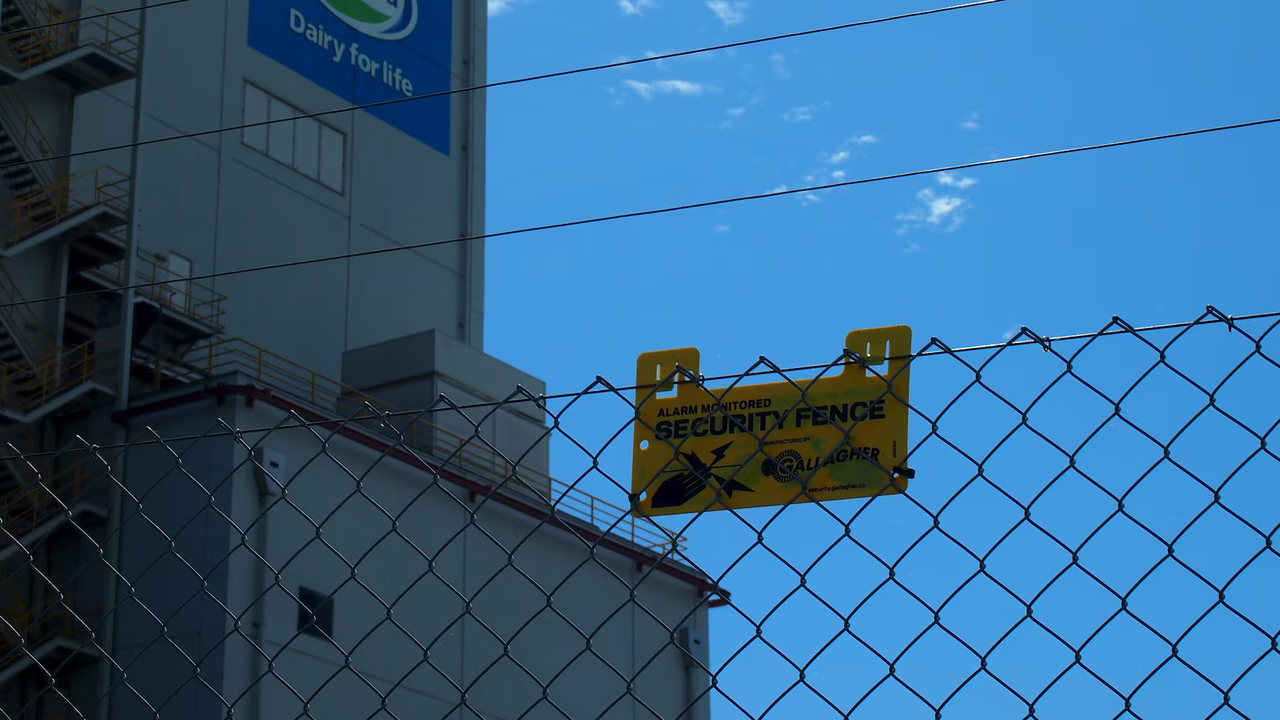 Dairy for life
ALARM MONITORED
SECURITY FENCE
MANUFACTURED BY
GALLAGHER
security.gallagher.co